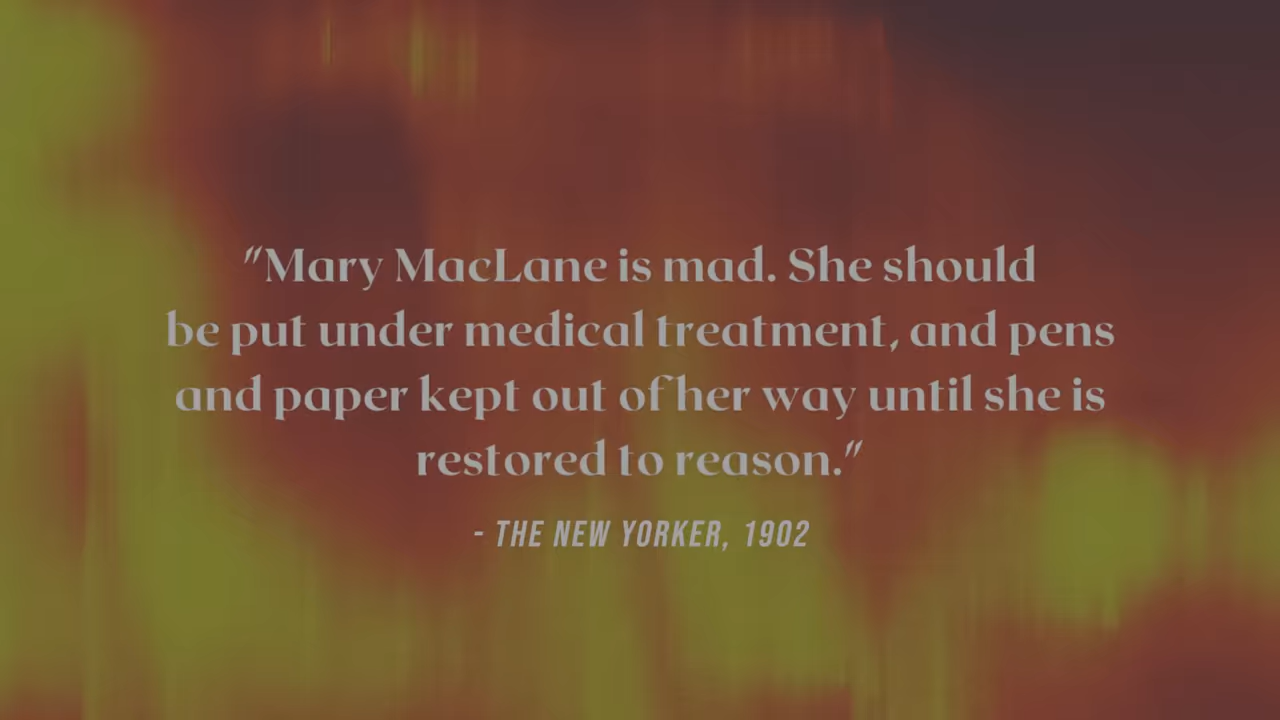 "Mary MacLane is mad. She should
be put under medical treatment, and pens
and paper kept out of her way until she is
restored to reason."
- THE NEW YORKER, 1902